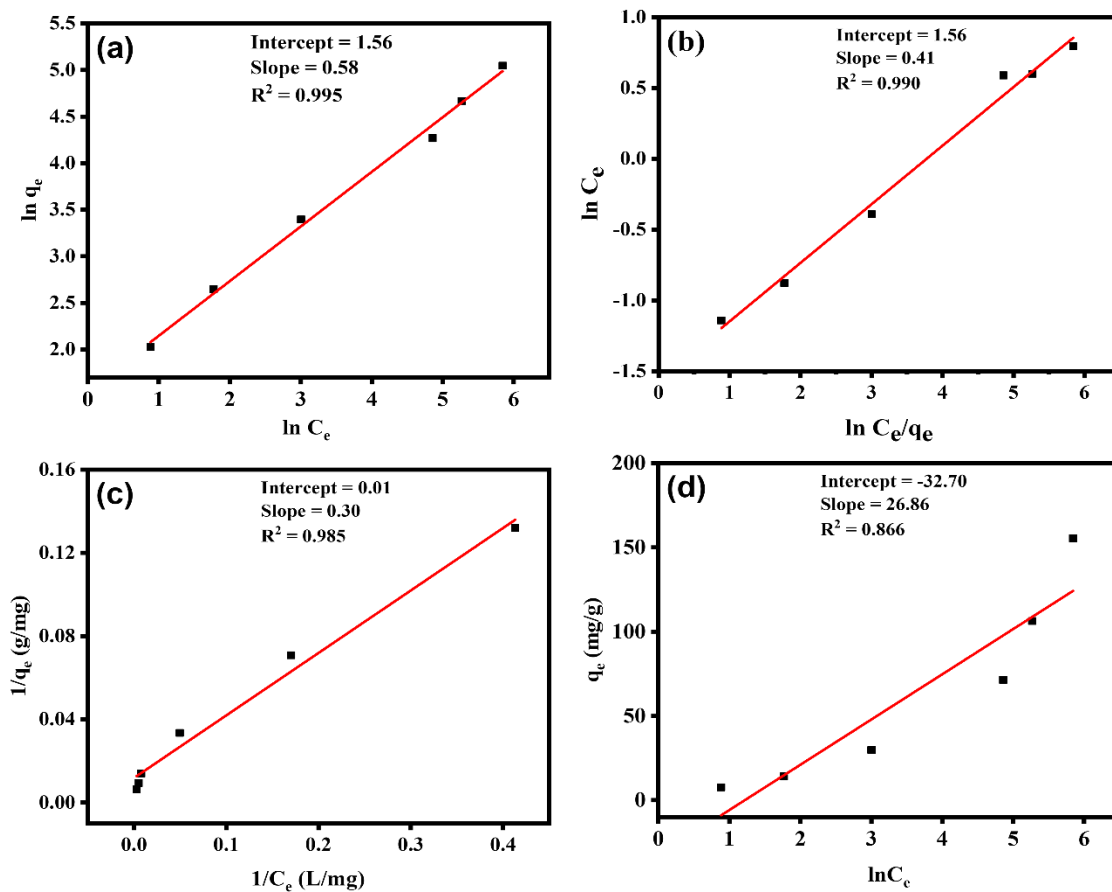 (a)
Intercept = 1.56
Slope = 0.58
R² = 0.995
5.5
5.0
4.5
4.0
3.5
3.0
2.5
2.0
ln qe
0 1 2 3 4 5 6
ln Ce
(b)
Intercept = 1.56
Slope = 0.41
R² = 0.990
1.0
0.5
0.0
-0.5
-1.0
-1.5
ln Ce
0 1 2 3 4 5 6
ln Ce/qe
(c)
Intercept = 0.01
Slope = 0.30
R² = 0.985
0.16
0.12
0.08
0.04
0.00
1/qe (g/mg)
0.0 0.1 0.2 0.3 0.4
1/Ce (L/mg)
(d)
Intercept = -32.70
Slope = 26.86
R² = 0.866
200
150
100
50
0
qe (mg/g)
0 1 2 3 4 5 6
lnCc